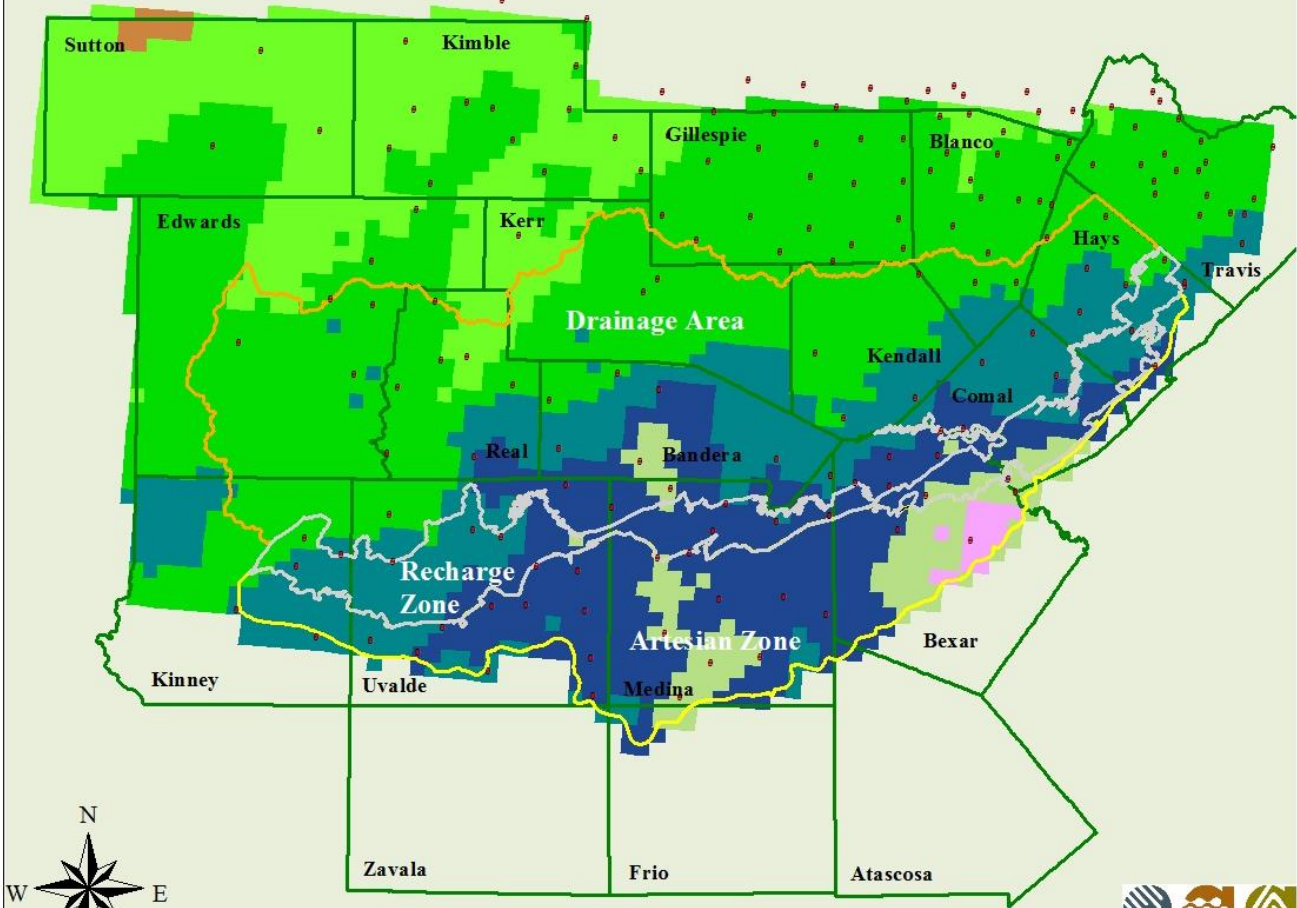 Sutton
Kimble
Gillespie
Blanco
Edwards
Kerr
Hays
Travis
Drainage Area
Kendall
Comal
Real
Bandera
Recharge
Zone
Artesian Zone
Bexar
Kinney
Uvalde
Medina
N
Zavala
Frio
Atascosa
W
E